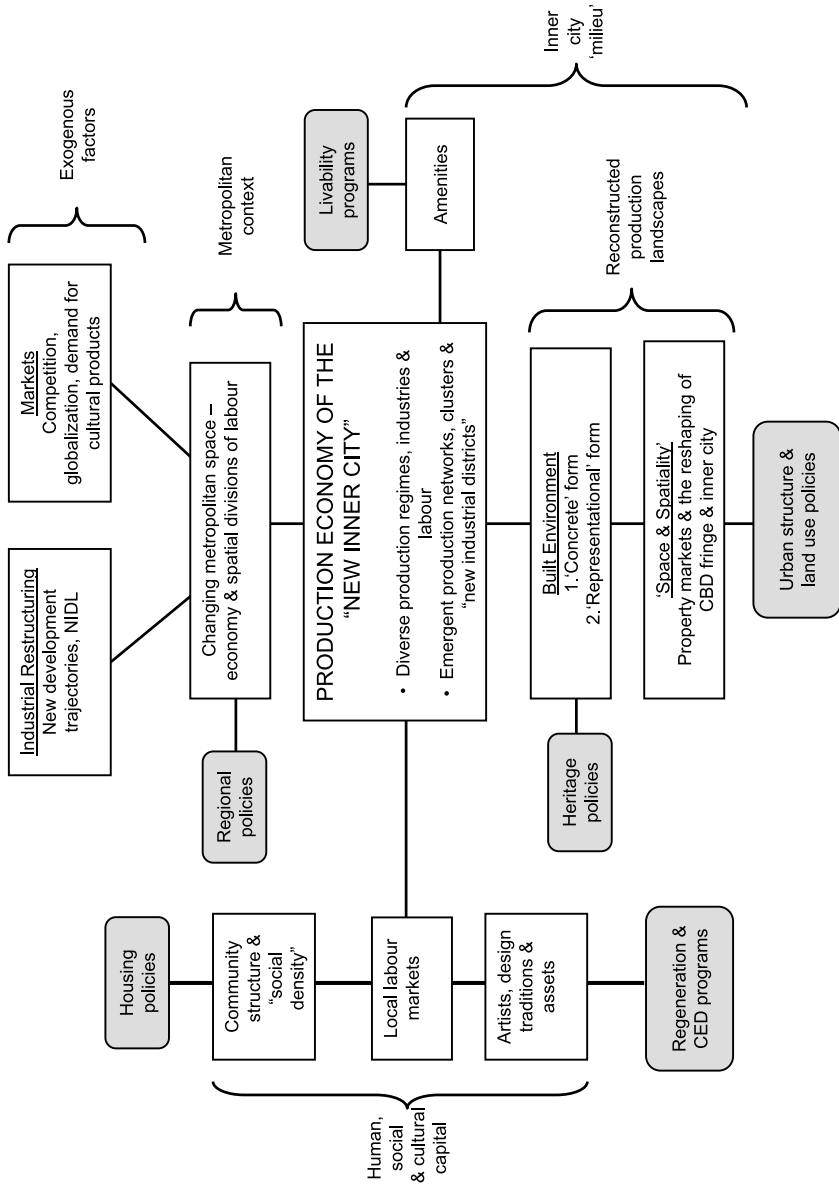 Industrial Restructuring
New development
trajectories, NIDL
Markets
Competition,
globalization, demand for
cultural products
Exogenous
factors
Regional
policies
Changing metropolitan space –
economy & spatial divisions of labour
Metropolitan
context
Housing
policies
Community
structure &
“social
density”
Local labour
markets
Artists, design
traditions &
assets
Regeneration &
CED programs
Human,
social
& cultural
capital
PRODUCTION ECONOMY OF THE
“NEW INNER CITY”
• Diverse production regimes, industries &
labour
• Emergent production networks, clusters &
“new industrial districts”
Livability
programs
Amenities
Inner
city
‘milieu’
Heritage
policies
Built Environment
1.‘Concrete’ form
2.‘Representational’ form
‘Space & Spatiality’
Property markets & the reshaping of
CBD fringe & inner city
Reconstructed
production
landscapes
Urban structure &
land use policies